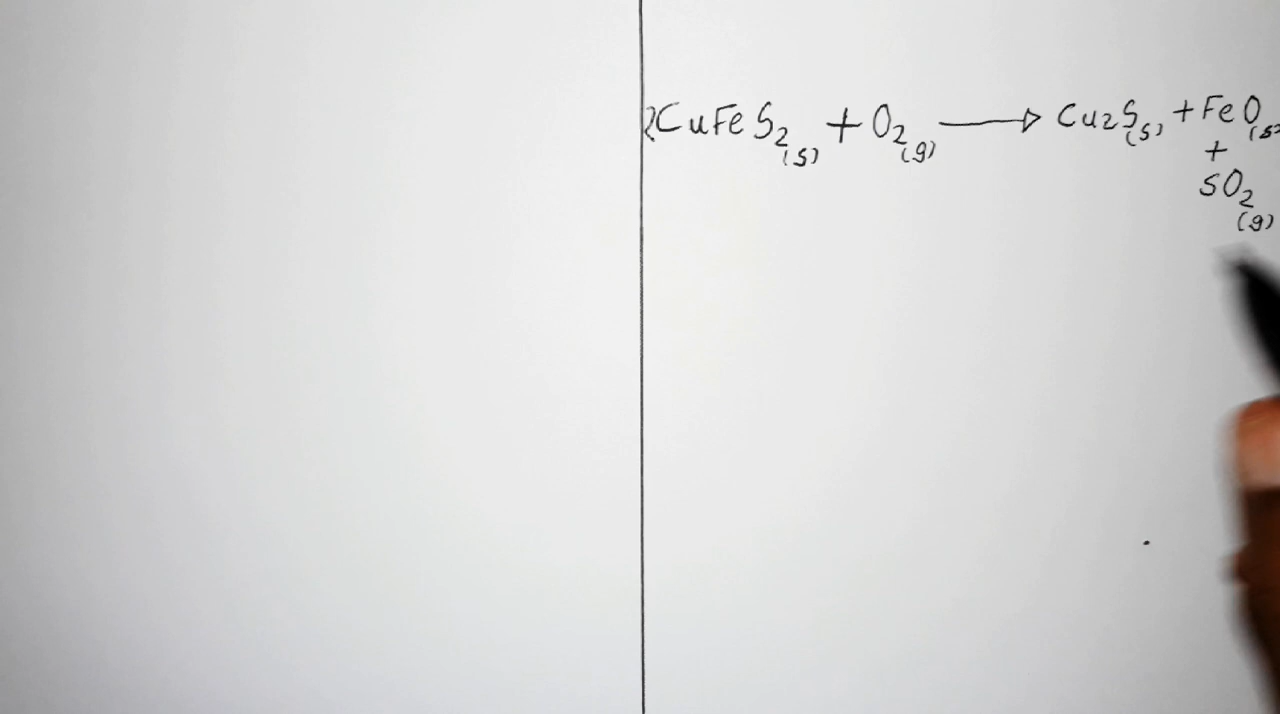 2CuFeS₂(s) + O₂(g) → Cu₂S(s) + FeO(s)
+
SO₂(g)